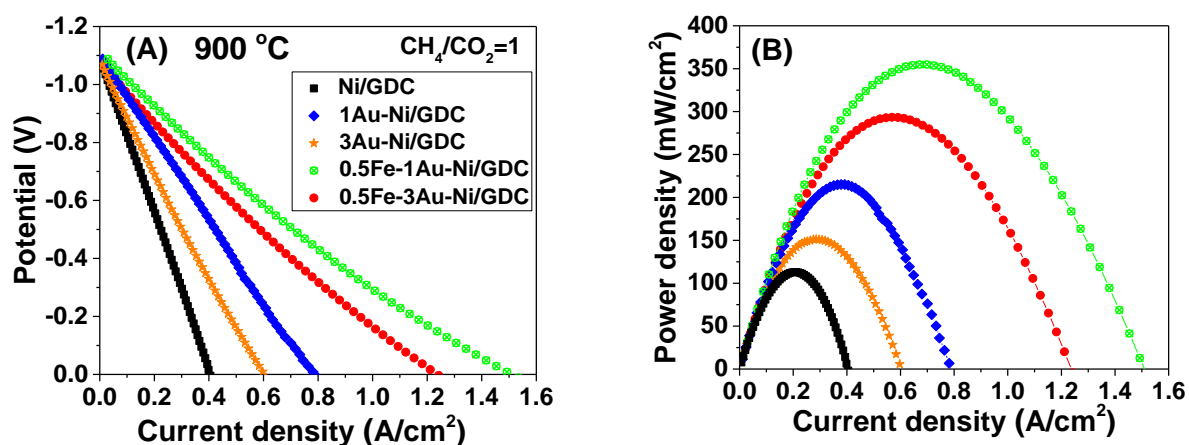 (A) 900 °C CH₄/CO₂=1
Ni/GDC
1Au-Ni/GDC
3Au-Ni/GDC
0.5Fe-1Au-Ni/GDC
0.5Fe-3Au-Ni/GDC
Potential (V)
-1.2
-1.0
-0.8
-0.6
-0.4
-0.2
0.0
0.0 0.2 0.4 0.6 0.8 1.0 1.2 1.4 1.6
Current density (A/cm²)
(B)
Power density (mW/cm²)
400
350
300
250
200
150
100
50
0
0.0 0.2 0.4 0.6 0.8 1.0 1.2 1.4 1.6
Current density (A/cm²)